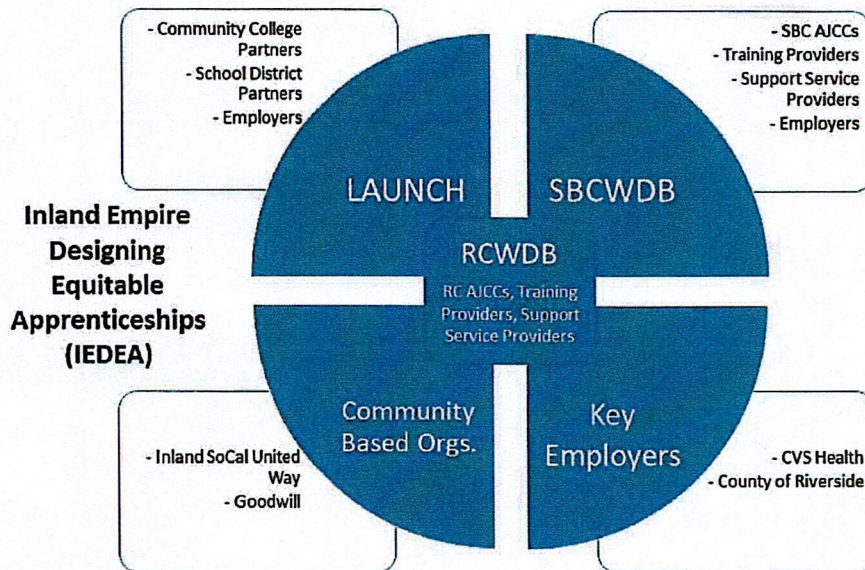 - Community College
Partners
- School District
Partners
- Employers
- SBC AJCCs
- Training Providers
- Support Service
Providers
- Employers
LAUNCH
SBCWDB
Inland Empire
Designing
Equitable
Apprenticeships
(IEDEA)
RCWDB
RC AJCCs, Training
Providers, Support
Service Providers
Community
Based Orgs.
Key
Employers
- Inland SoCal United
Way
- Goodwill
- CVS Health
- County of Riverside